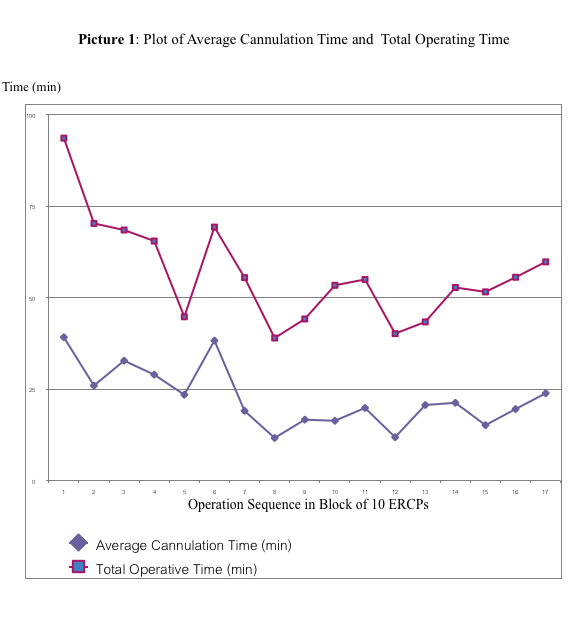 Picture 1: Plot of Average Cannulation Time and  Total Operating Time
Time (min)
100
75
50
25
0
1 2 3 4 5 6 7 8 9 10 11 12 13 14 15 16 17
Operation Sequence in Block of 10 ERCPs
Average Cannulation Time (min)
Total Operative Time (min)